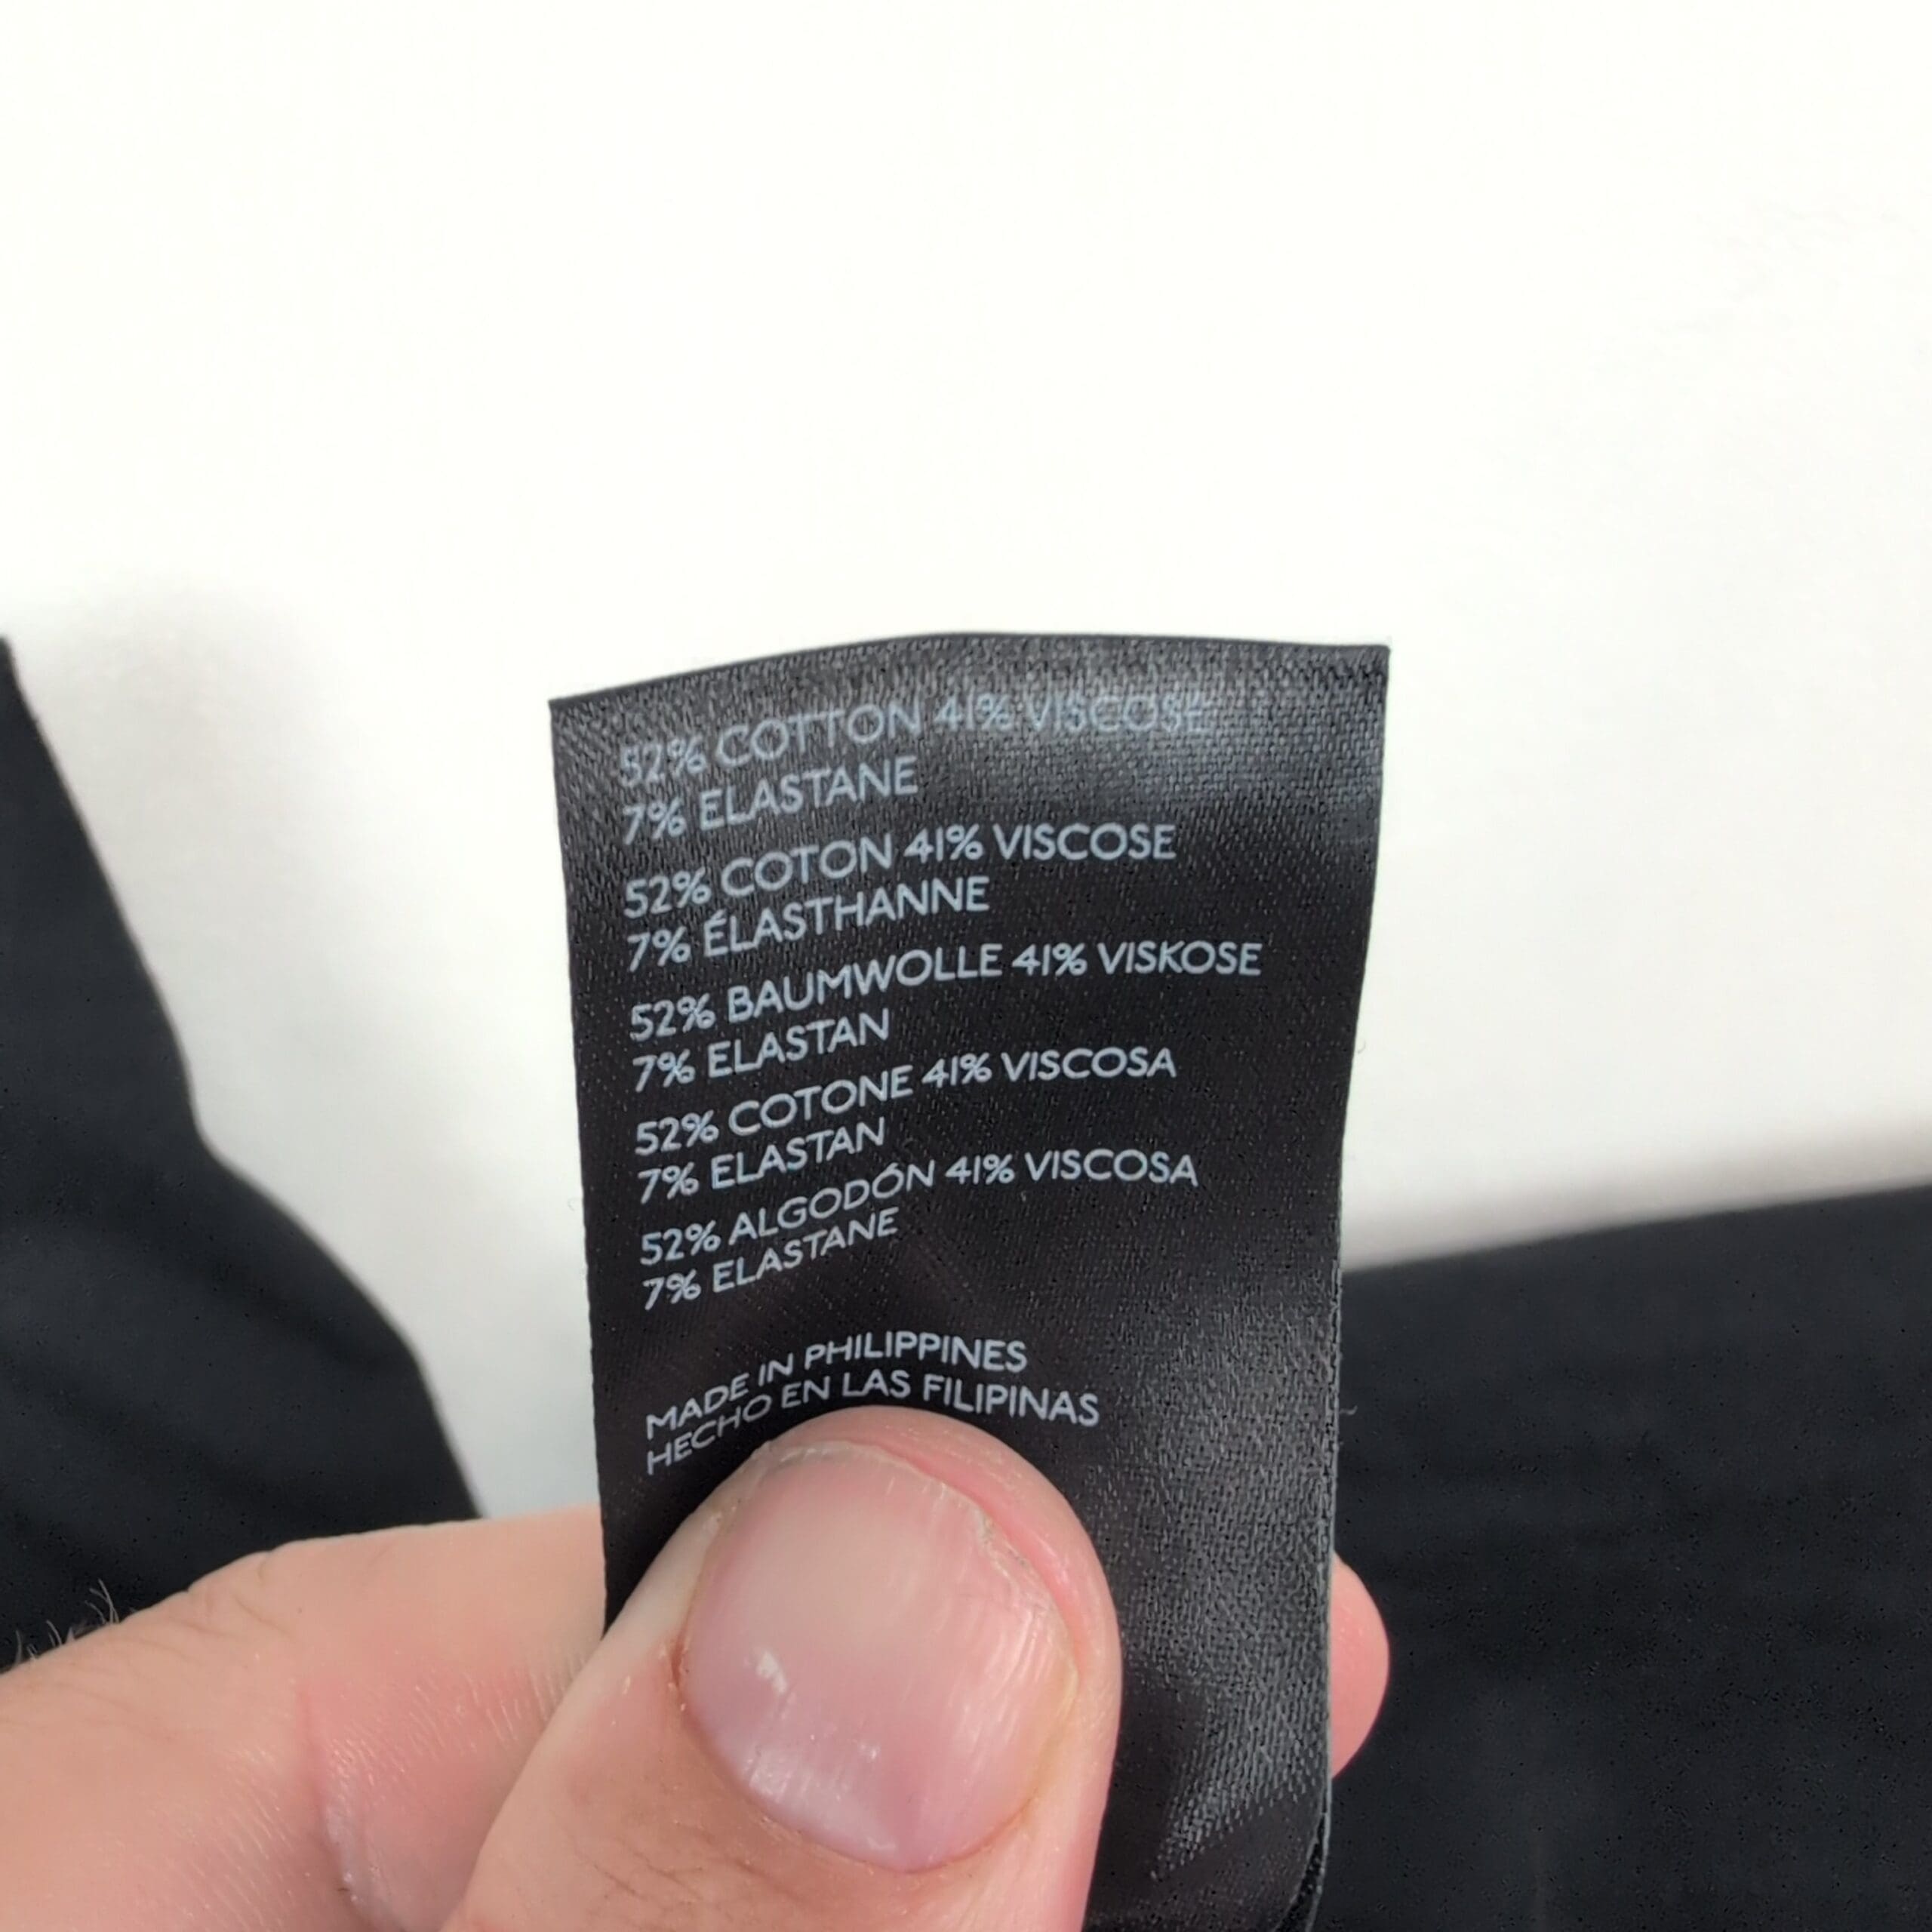 52% COTTON 41% VISCOSE
7% ELASTANE
52% COTON 41% VISCOSE
7% ÉLASTHANNE
52% BAUMWOLLE 41% VISKOSE
7% ELASTAN
52% COTONE 41% VISCOSA
7% ELASTAN
52% ALGODÓN 41% VISCOSA
7% ELASTANE
MADE IN PHILIPPINES
HECHO EN LAS FILIPINAS